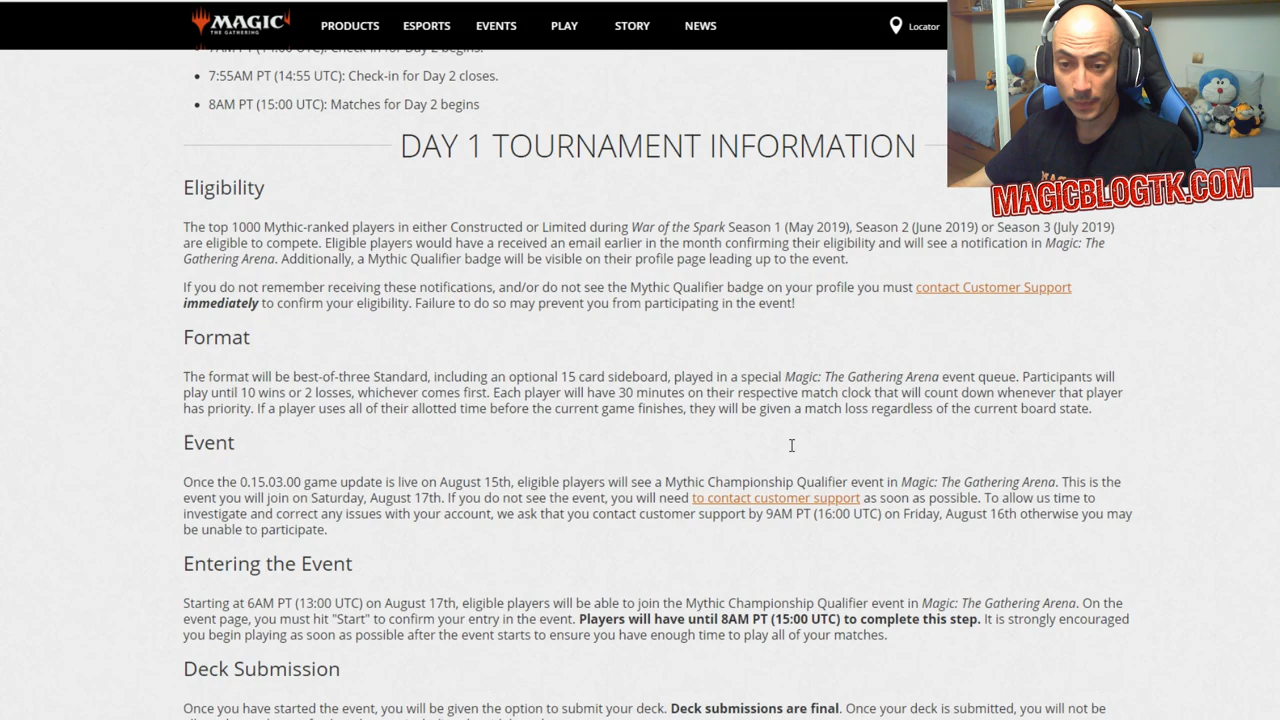 MAGIC
THE GATHERING
PRODUCTS ESPORTS EVENTS PLAY STORY NEWS Locator
7AM PT (14:00 UTC): Check-in for Day 2 begins.
7:55AM PT (14:55 UTC): Check-in for Day 2 closes.
8AM PT (15:00 UTC): Matches for Day 2 begins
MAGICBLOGTK.COM
DAY 1 TOURNAMENT INFORMATION
Eligibility
The top 1000 Mythic-ranked players in either Constructed or Limited during War of the Spark Season 1 (May 2019), Season 2 (June 2019) or Season 3 (July 2019)
are eligible to compete. Eligible players would have a received an email earlier in the month confirming their eligibility and will see a notification in Magic: The
Gathering Arena. Additionally, a Mythic Qualifier badge will be visible on their profile page leading up to the event.
If you do not remember receiving these notifications, and/or do not see the Mythic Qualifier badge on your profile you must contact Customer Support
immediately to confirm your eligibility. Failure to do so may prevent you from participating in the event!
Format
The format will be best-of-three Standard, including an optional 15 card sideboard, played in a special Magic: The Gathering Arena event queue. Participants will
play until 10 wins or 2 losses, whichever comes first. Each player will have 30 minutes on their respective match clock that will count down whenever that player
has priority. If a player uses all of their allotted time before the current game finishes, they will be given a match loss regardless of the current board state.
Event
Once the 0.15.03.00 game update is live on August 15th, eligible players will see a Mythic Championship Qualifier event in Magic: The Gathering Arena. This is the
event you will join on Saturday, August 17th. If you do not see the event, you will need to contact customer support as soon as possible. To allow us time to
investigate and correct any issues with your account, we ask that you contact customer support by 9AM PT (16:00 UTC) on Friday, August 16th otherwise you may
be unable to participate.
Entering the Event
Starting at 6AM PT (13:00 UTC) on August 17th, eligible players will be able to join the Mythic Championship Qualifier event in Magic: The Gathering Arena. On the
event page, you must hit "Start" to confirm your entry in the event. Players will have until 8AM PT (15:00 UTC) to complete this step. It is strongly encouraged
you begin playing as soon as possible after the event starts to ensure you have enough time to play all of your matches.
Deck Submission
Once you have started the event, you will be given the option to submit your deck. Deck submissions are final. Once your deck is submitted, you will not be